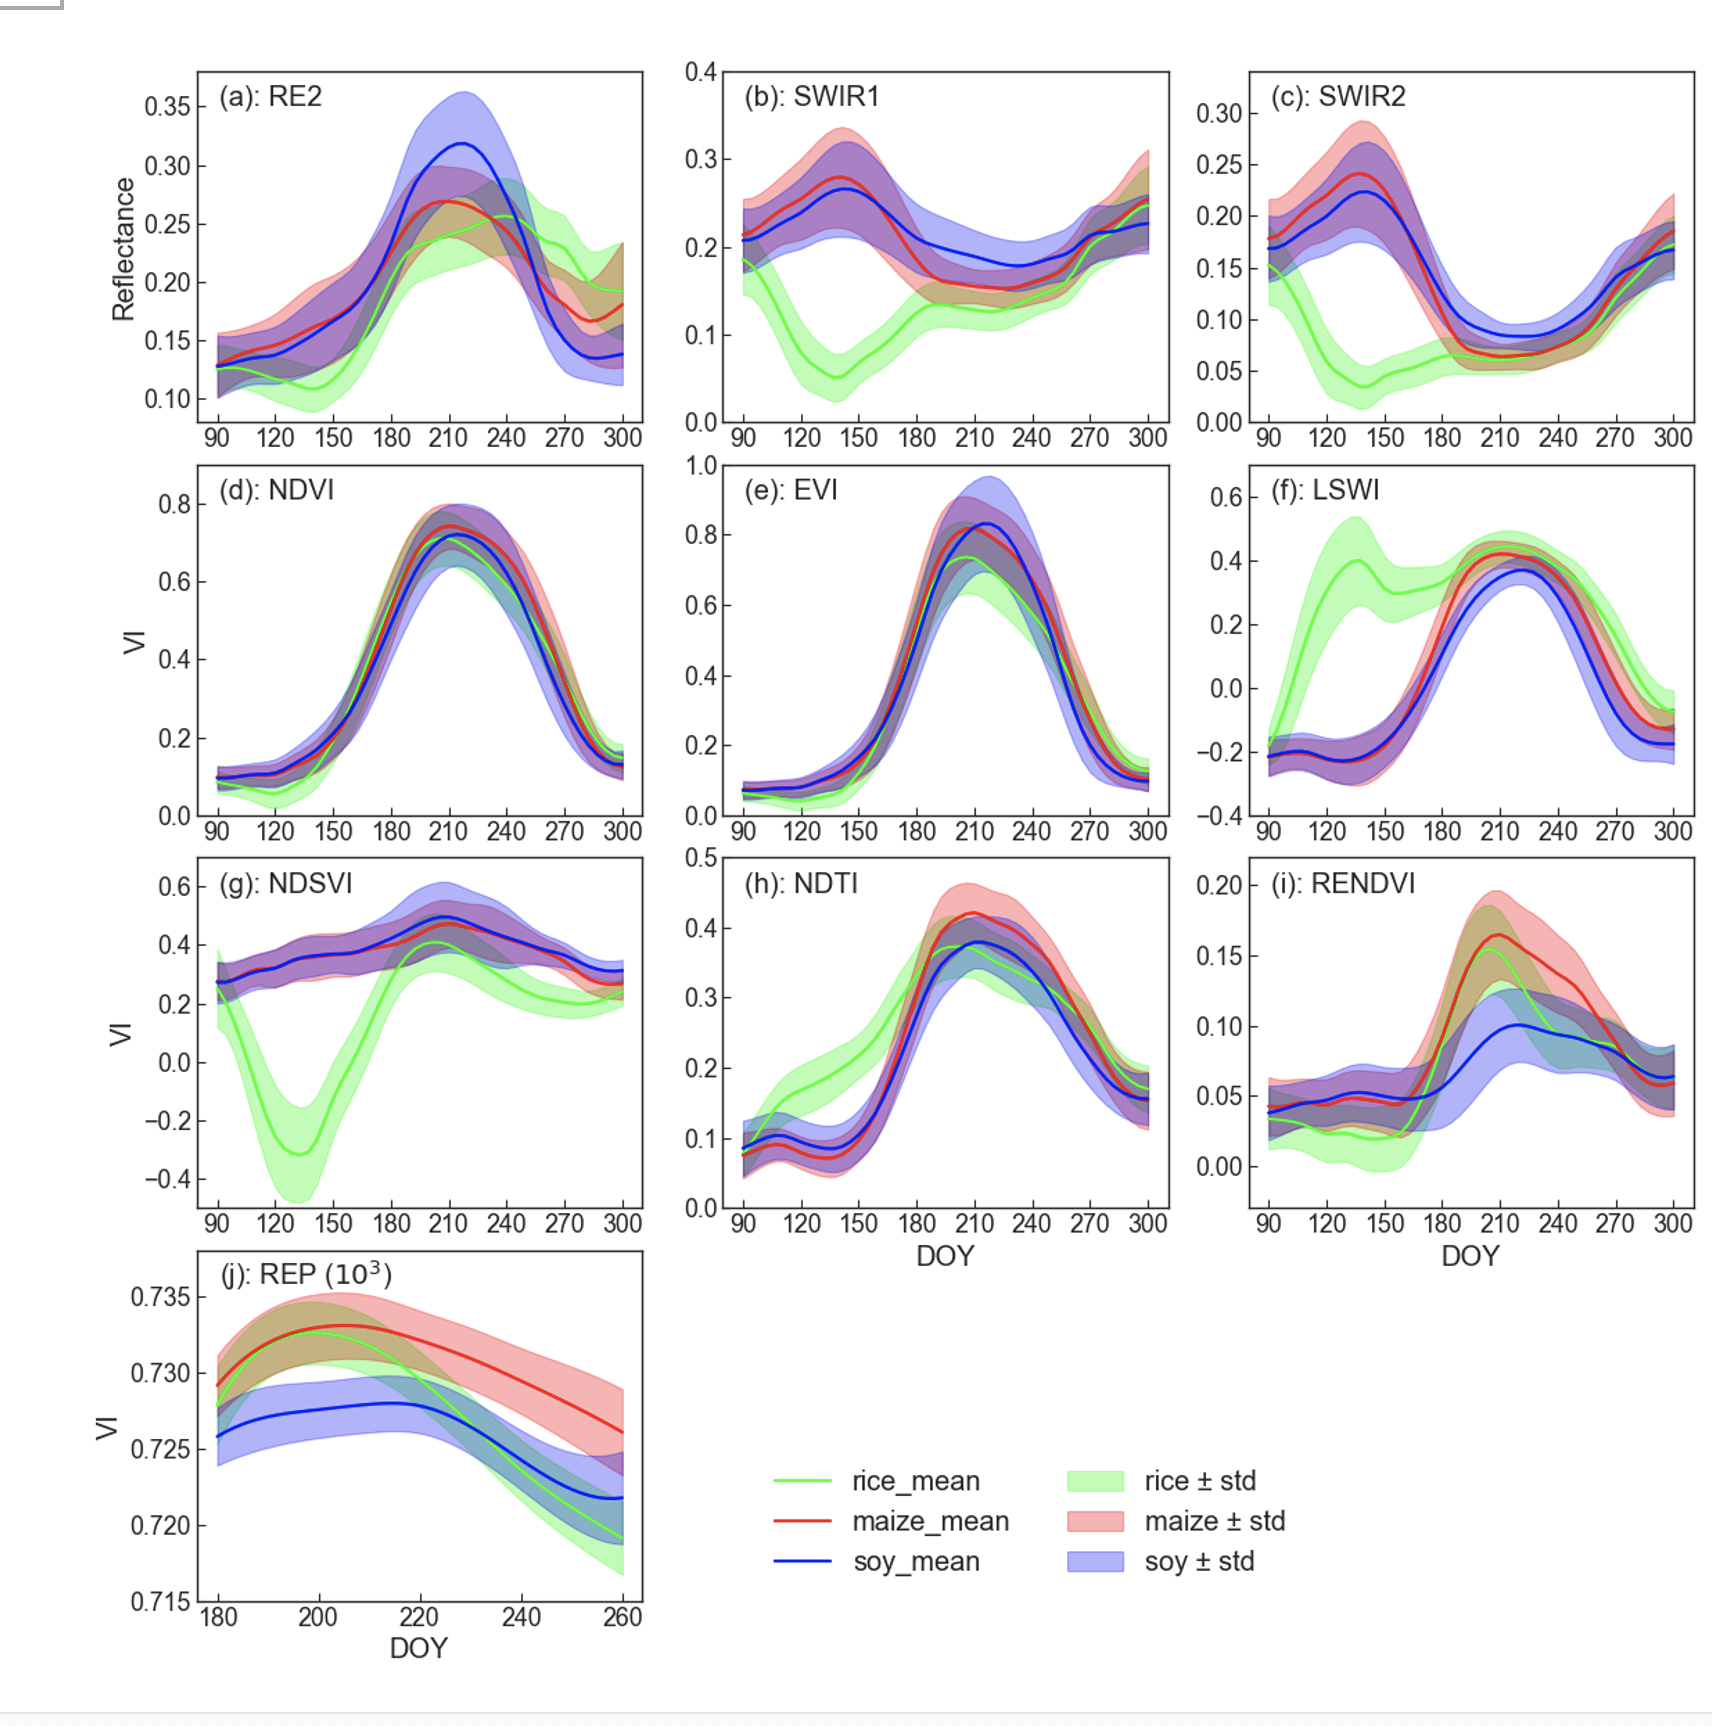 (a): RE2
Reflectance
0.35
0.30
0.25
0.20
0.15
0.10
90 120 150 180 210 240 270 300
(b): SWIR1
0.4
0.3
0.2
0.1
0.0
90 120 150 180 210 240 270 300
(c): SWIR2
0.30
0.25
0.20
0.15
0.10
0.05
0.00
90 120 150 180 210 240 270 300
(d): NDVI
VI
0.8
0.6
0.4
0.2
0.0
90 120 150 180 210 240 270 300
(e): EVI
1.0
0.8
0.6
0.4
0.2
0.0
90 120 150 180 210 240 270 300
(f): LSWI
0.6
0.4
0.2
0.0
−0.2
−0.4
90 120 150 180 210 240 270 300
(g): NDSVI
VI
0.6
0.4
0.2
0.0
−0.2
−0.4
90 120 150 180 210 240 270 300
(h): NDTI
0.5
0.4
0.3
0.2
0.1
0.0
90 120 150 180 210 240 270 300
DOY
(i): RENDVI
0.20
0.15
0.10
0.05
0.00
90 120 150 180 210 240 270 300
DOY
(j): REP (10³)
VI
0.735
0.730
0.725
0.720
0.715
180 200 220 240 260
DOY
rice_mean rice ± std
maize_mean maize ± std
soy_mean soy ± std